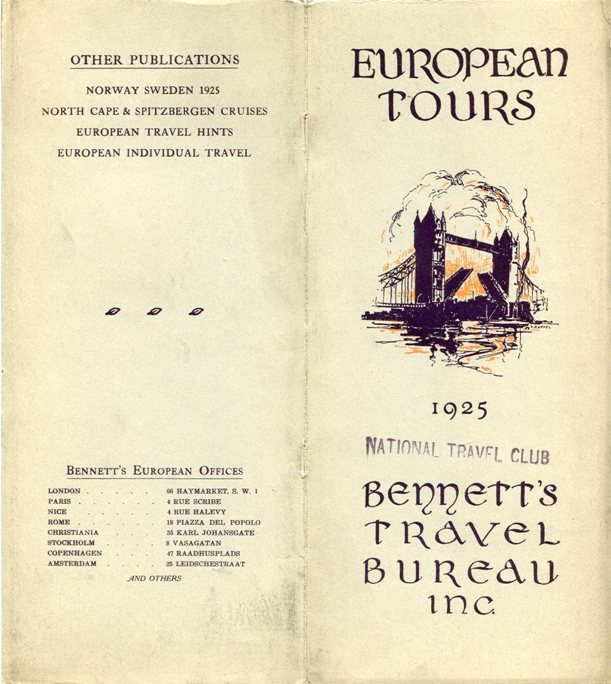 OTHER PUBLICATIONS
NORWAY SWEDEN 1925
NORTH CAPE & SPITZBERGEN CRUISES
EUROPEAN TRAVEL HINTS
EUROPEAN INDIVIDUAL TRAVEL
BENNETT'S EUROPEAN OFFICES
LONDON . . . . . . 66 HAYMARKET, S. W. 1
PARIS . . . . . . 4 RUE SCRIBE
NICE . . . . . . 4 RUE HALEVY
ROME . . . . . . 18 PIAZZA DEL POPOLO
CHRISTIANIA . . . . . 35 KARL JOHANSGATE
STOCKHOLM . . . . . 8 VASAGATAN
COPENHAGEN . . . . . 47 RAADHUSPLADS
AMSTERDAM . . . . . 25 LEIDSCHESTRAAT
AND OTHERS
EUROPEAN
TOURS
1925
NATIONAL TRAVEL CLUB
BENNETT'S
TRAVEL
BUREAU
INC.